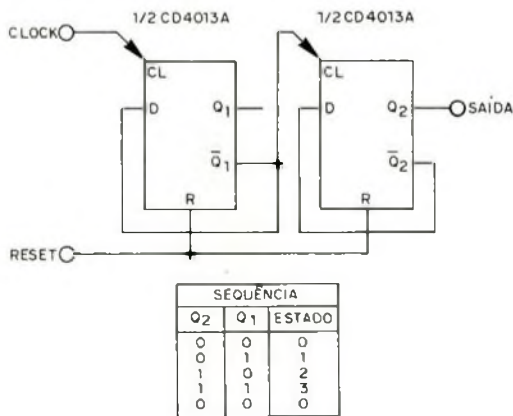 1/2 CD4013A 1/2 CD4013A
CLOCK
CL CL
D Q1 D Q2 SAÍDA
Q̅1 Q̅2
R R
RESET
SEQUÊNCIA
Q2 Q1 ESTADO
0 0 0
0 1 1
1 0 2
1 1 3
0 0 0